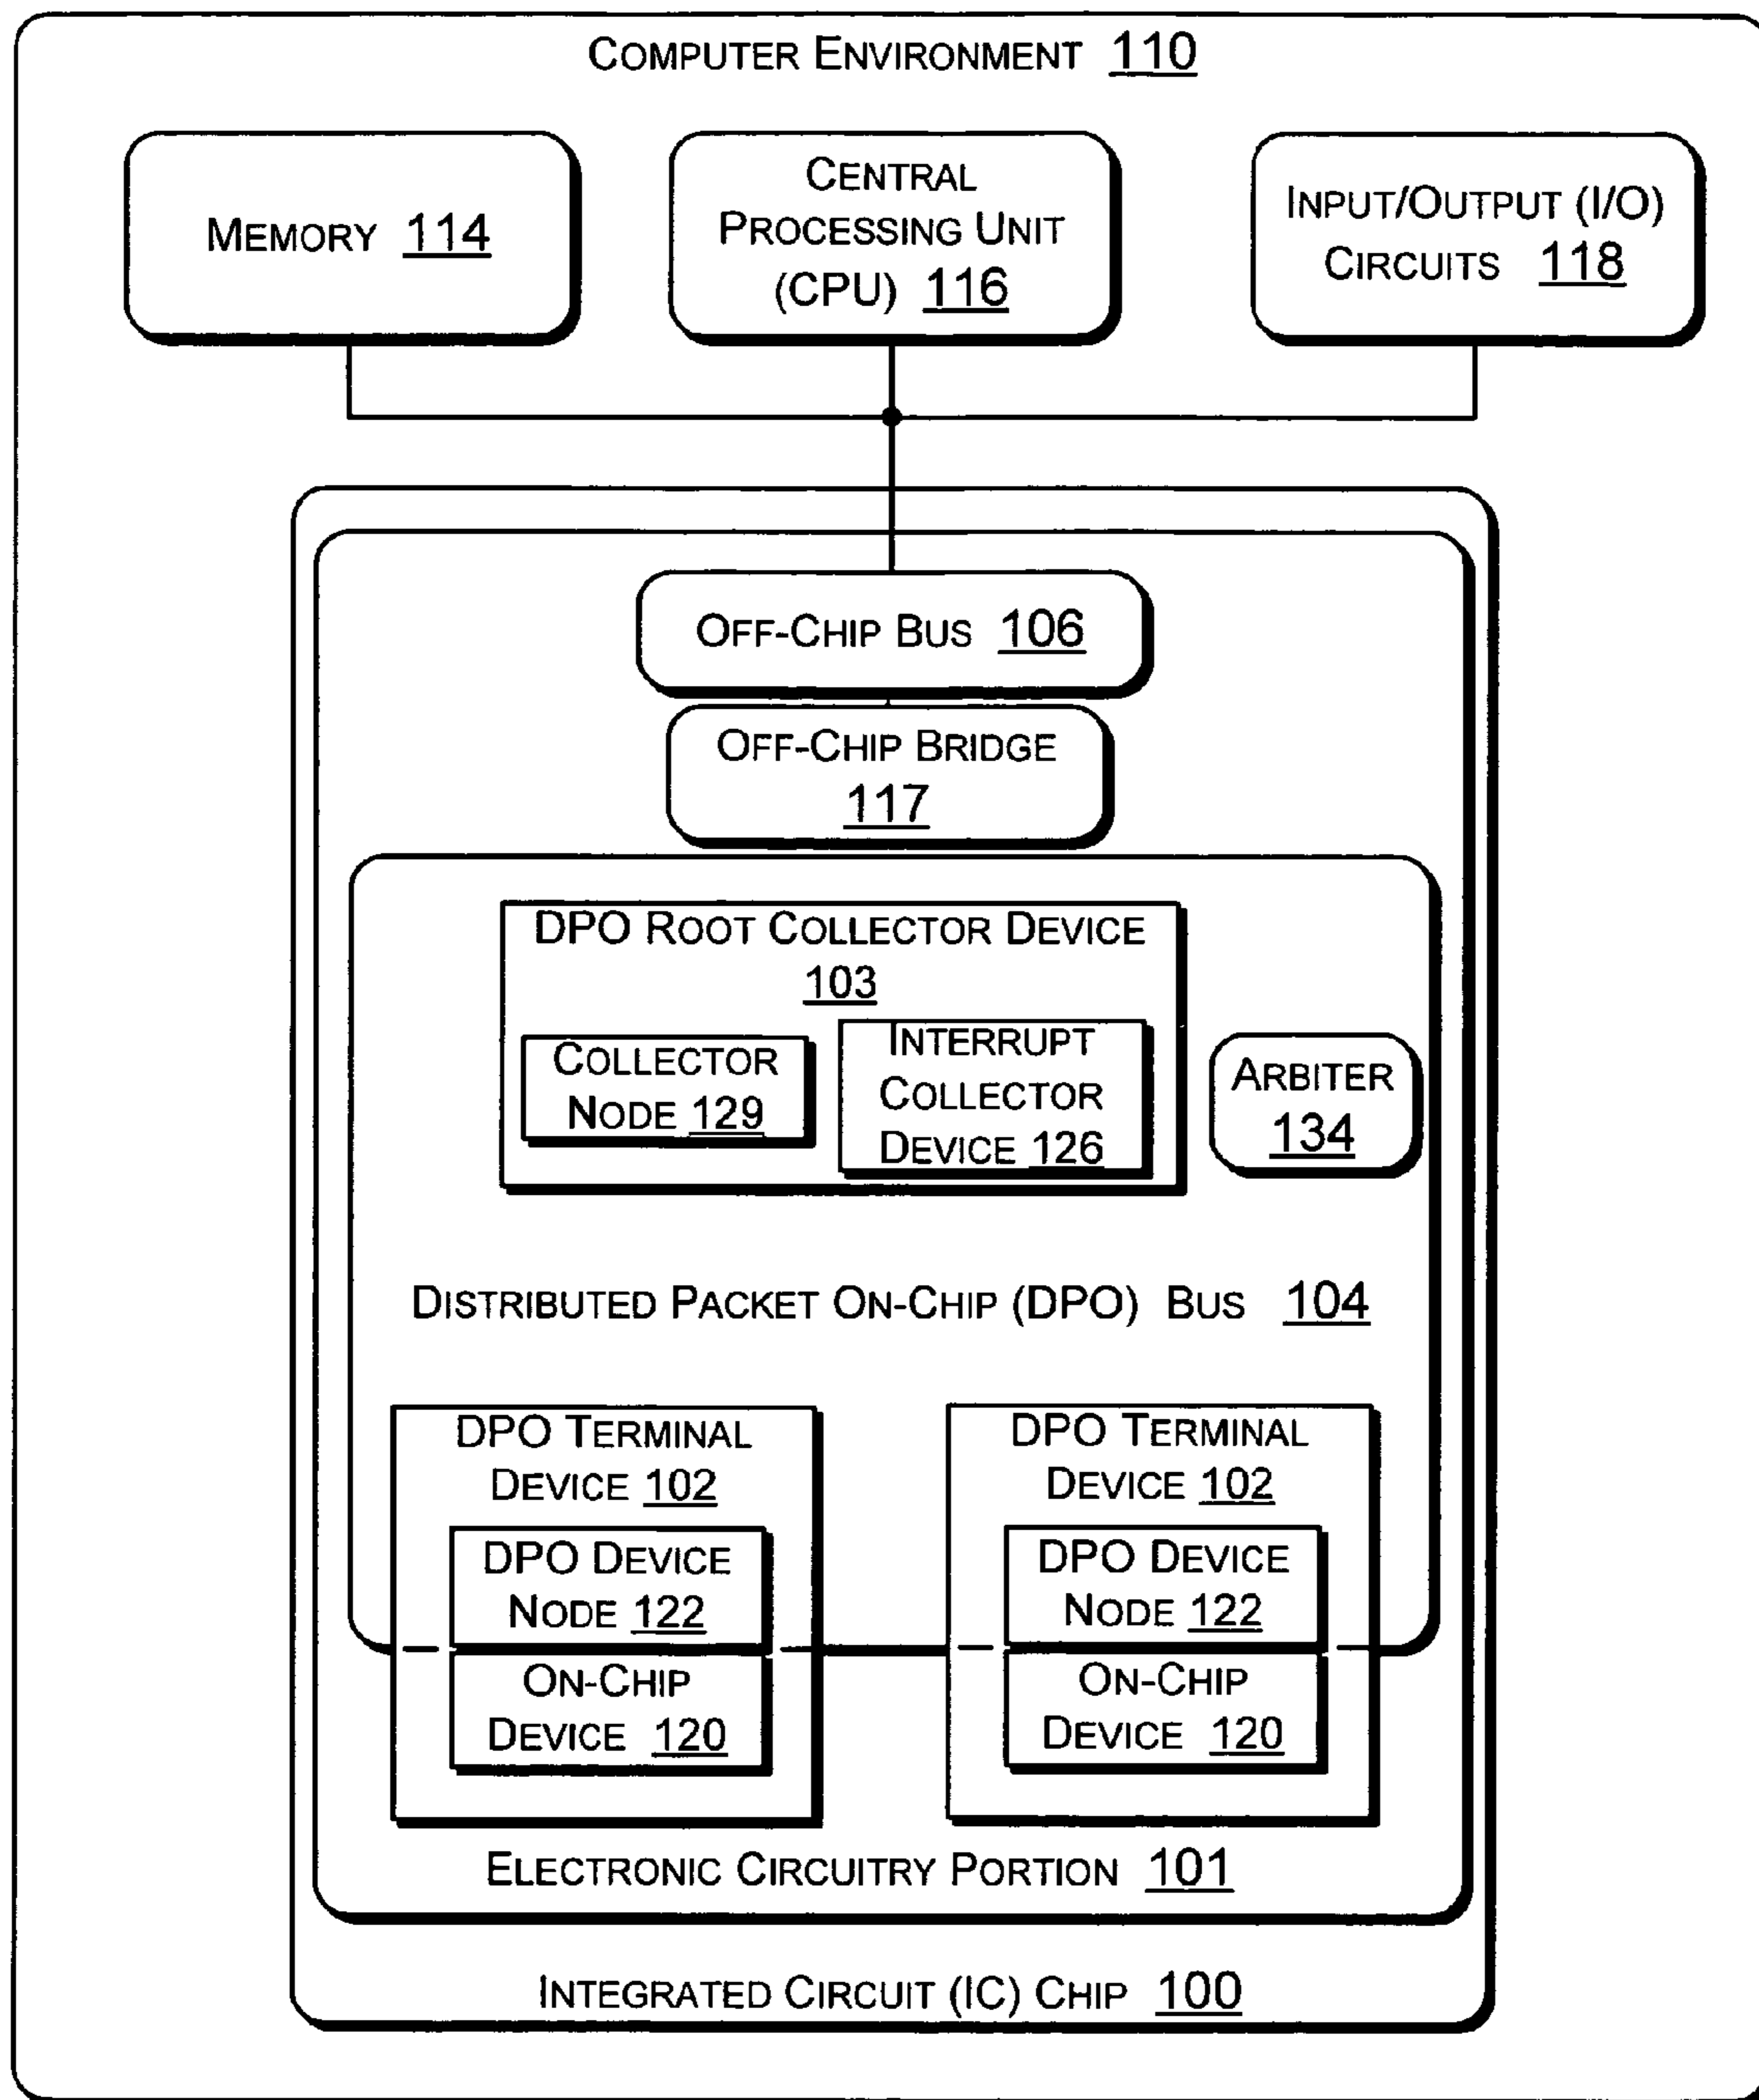 COMPUTER ENVIRONMENT 110
MEMORY 114
CENTRAL
PROCESSING UNIT
(CPU) 116
INPUT/OUTPUT (I/O)
CIRCUITS 118
OFF-CHIP BUS 106
OFF-CHIP BRIDGE
117
DPO ROOT COLLECTOR DEVICE
103
COLLECTOR
NODE 129
INTERRUPT
COLLECTOR
DEVICE 126
ARBITER
134
DISTRIBUTED PACKET ON-CHIP (DPO) BUS 104
DPO TERMINAL
DEVICE 102
DPO DEVICE
NODE 122
ON-CHIP
DEVICE 120
DPO TERMINAL
DEVICE 102
DPO DEVICE
NODE 122
ON-CHIP
DEVICE 120
ELECTRONIC CIRCUITRY PORTION 101
INTEGRATED CIRCUIT (IC) CHIP 100